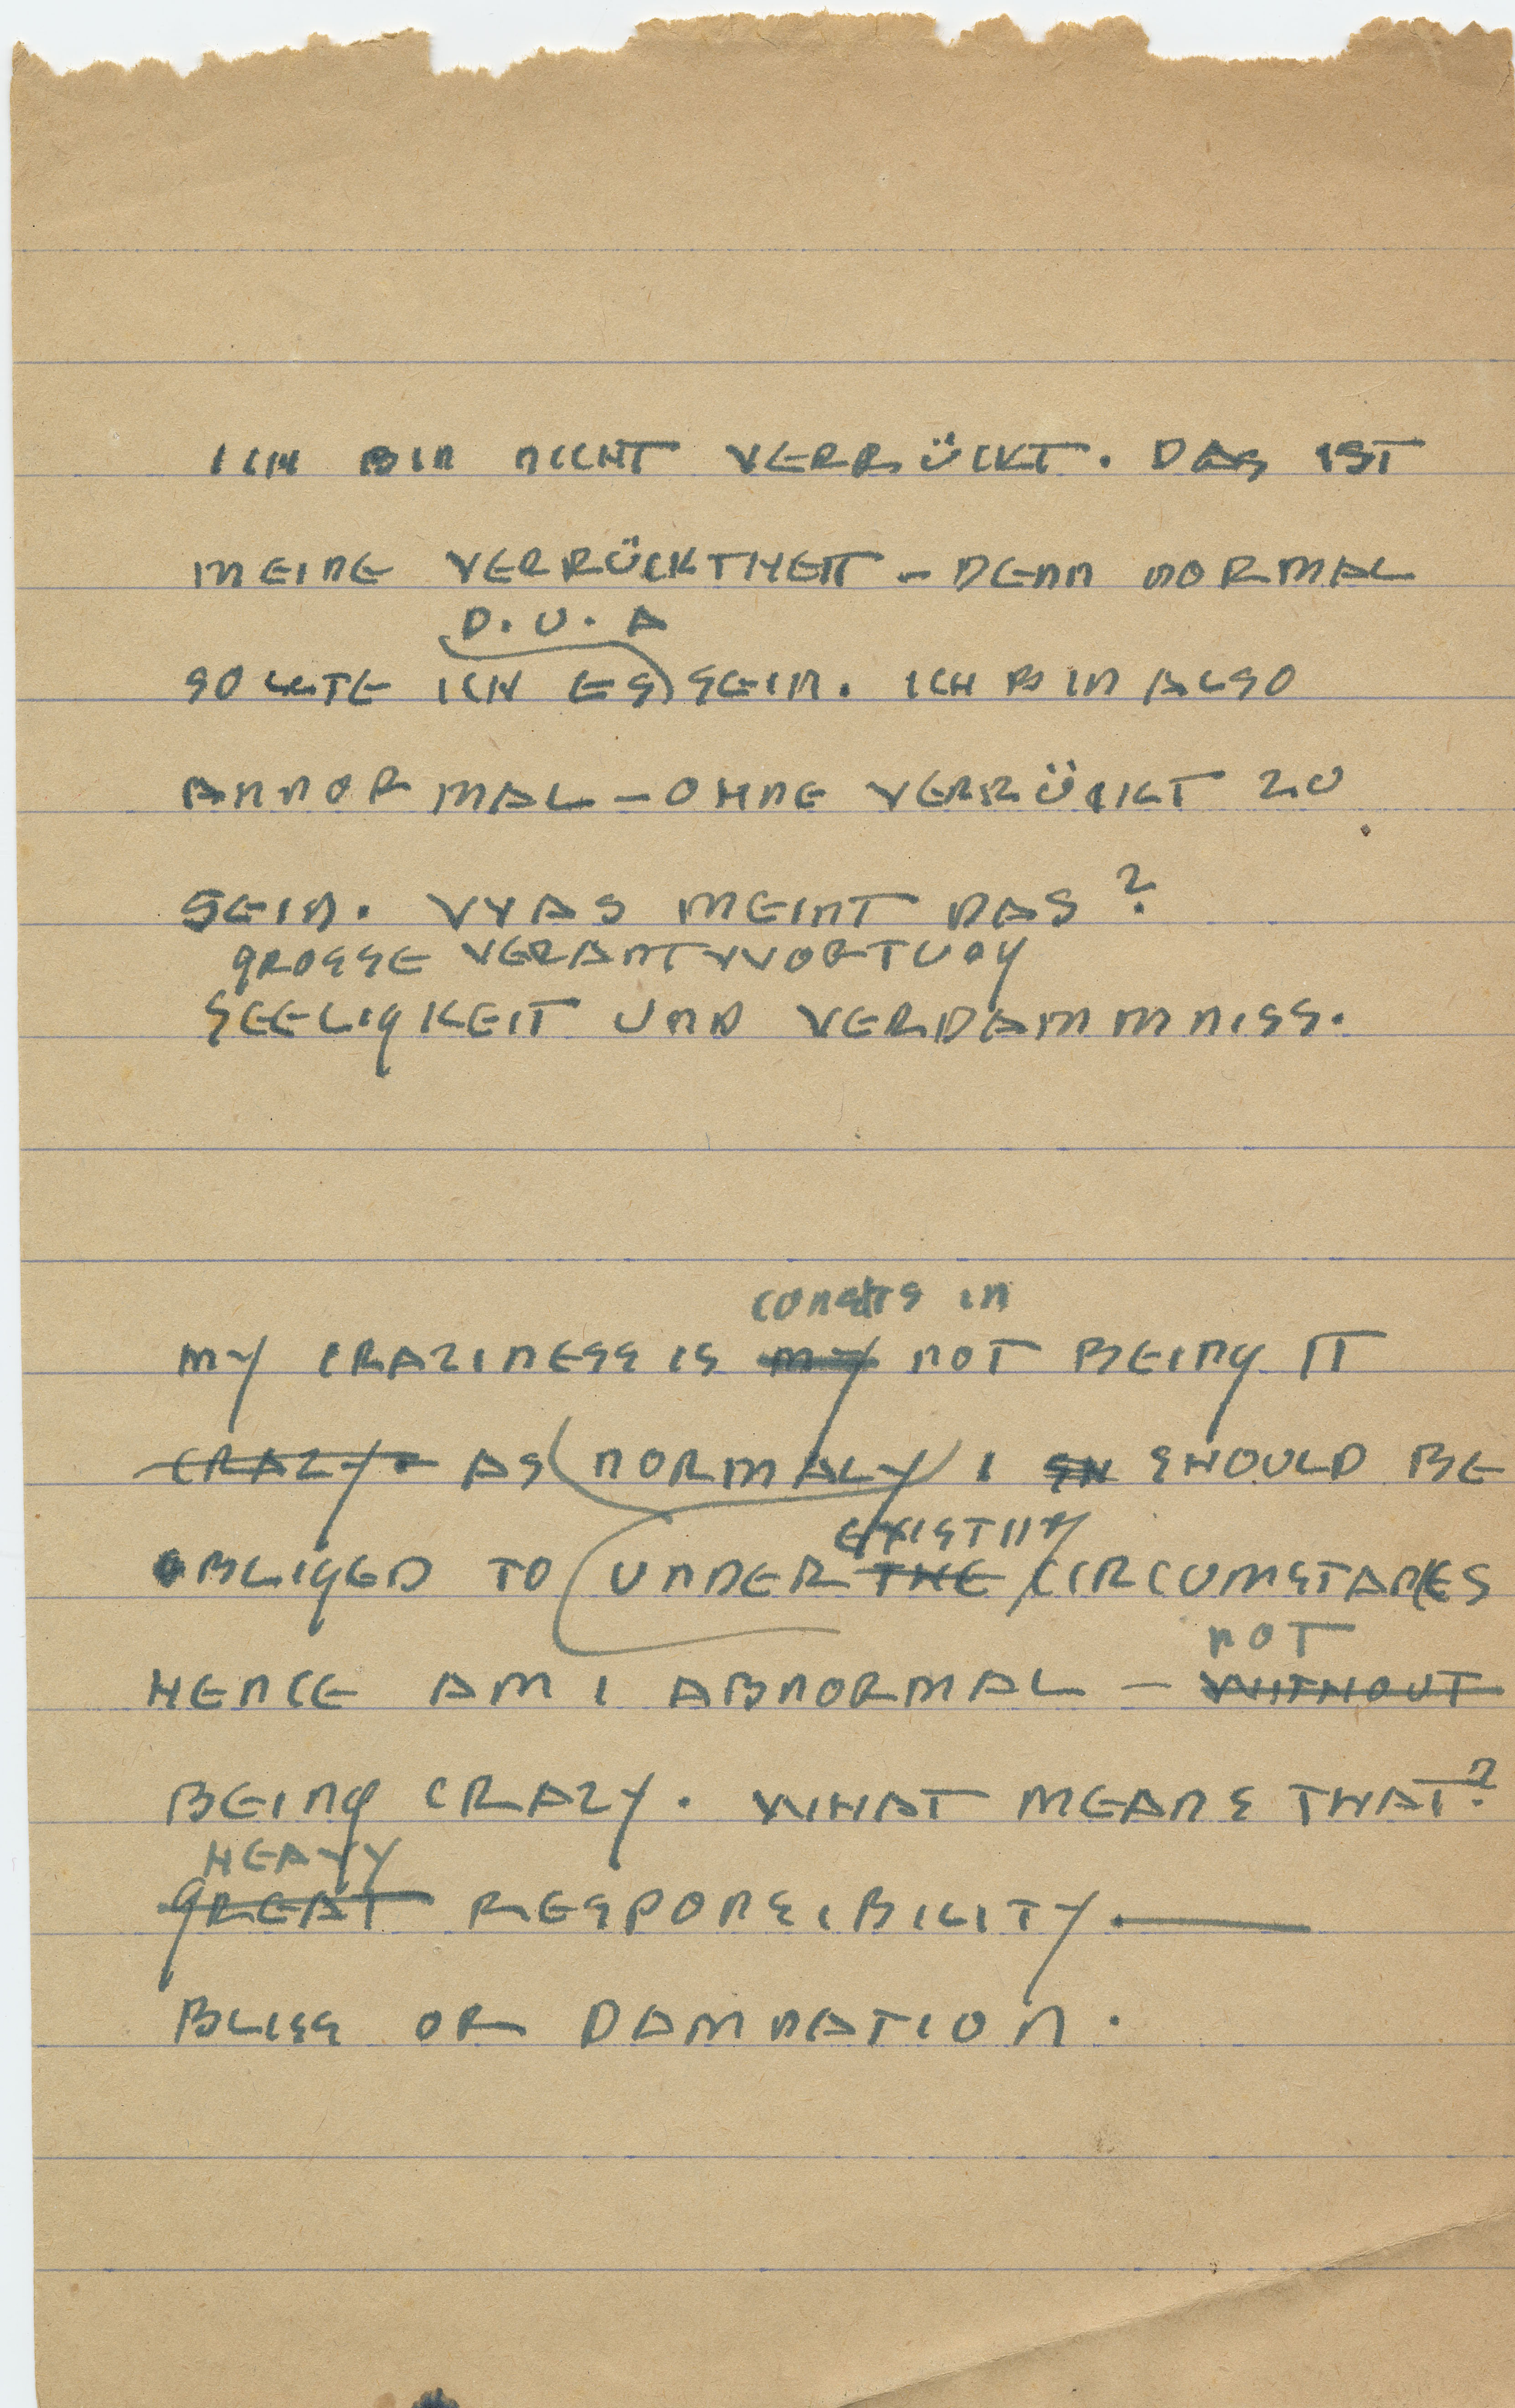 ICH BIN NICHT VERRÜCKT. DAS IST
MEINE VERRÜCKTHEIT – DENN NORMAL
D. U. A
SOLLTE ICH ES SEIN. ICH BIN ALSO
ANNORMAL – OHNE VERRÜCKT ZU
SEIN. WAS MEINT DAS?
GROSSE VERANTWORTUNG
SEELIGKEIT UND VERDAMMNISS.
CONSITS IN
MY CRAZINESS IS MY NOT BEING IT
CRAZY. AS (NORMALY) I SH SHOULD BE
EXISTING
OBLIGED TO (UNDER THE CIRCUMSTANCES
NOT
HENCE AM I ABNORMAL – WITHOUT
BEING CRAZY. WHAT MEANS THAT?
HEAVY
GREAT RESPONSIBILITY. —
BLISS OR DAMNATION.